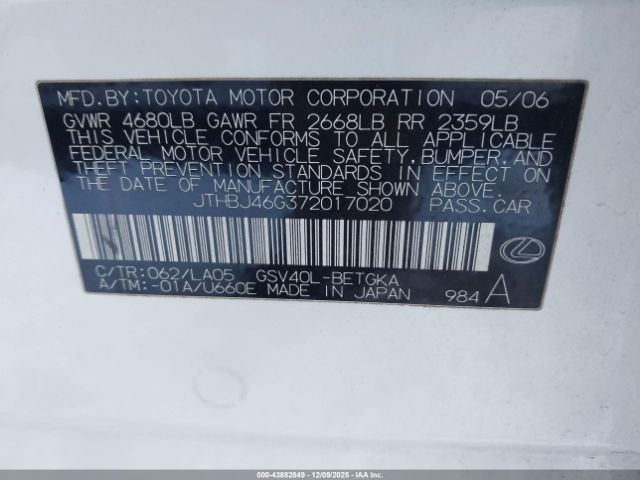 MFD. BY: TOYOTA MOTOR CORPORATION 05/06
GVWR 4680LB GAWR FR 2668LB RR 2359LB
THIS VEHICLE CONFORMS TO ALL APPLICABLE
FEDERAL MOTOR VEHICLE SAFETY, BUMPER, AND
THEFT PREVENTION STANDARDS IN EFFECT ON
THE DATE OF MANUFACTURE SHOWN ABOVE.
JTHBJ46G372017020 PASS. CAR
C/TR: 062/LA05 GSV40L-BETGKA
A/TM: -01A/U660E MADE IN JAPAN 984 A
000-43882649 | 12/09/2025 | IAAI.COM